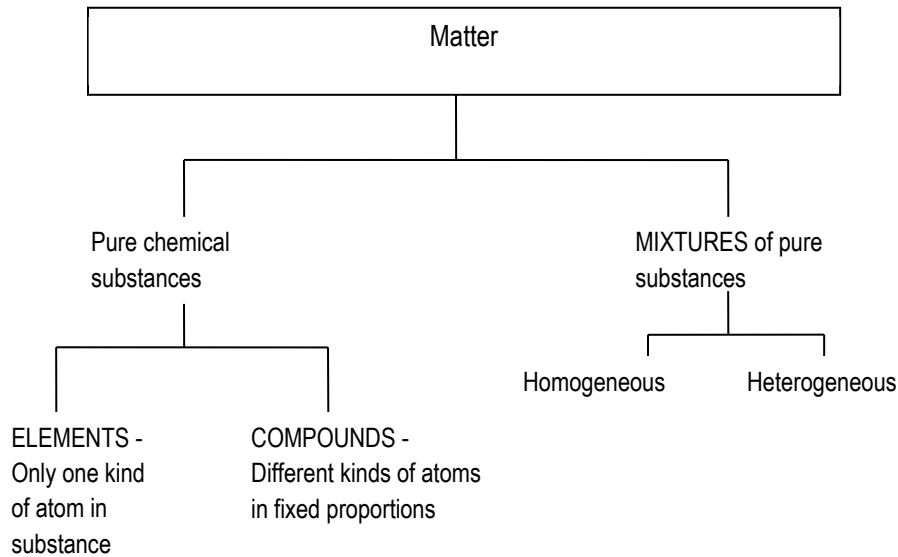 Matter
Pure chemical
substances
MIXTURES of pure
substances
Homogeneous
Heterogeneous
ELEMENTS -
Only one kind
of atom in
substance
COMPOUNDS -
Different kinds of atoms
in fixed proportions